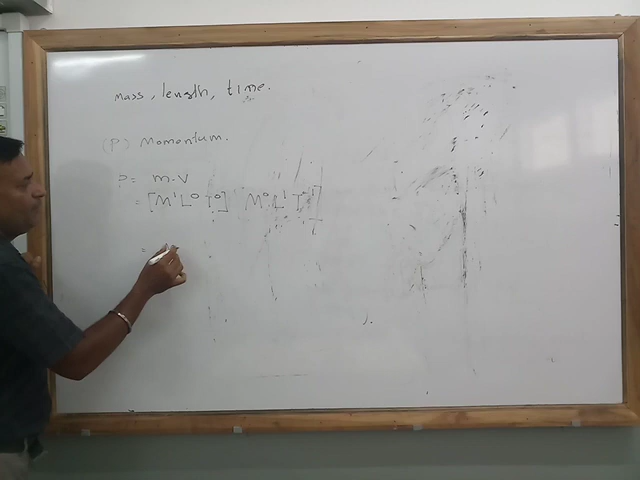 mass, length, time.
(P) Momentum.
P = m.v
= [M¹L⁰T⁰] M⁰L¹T⁻¹]
=